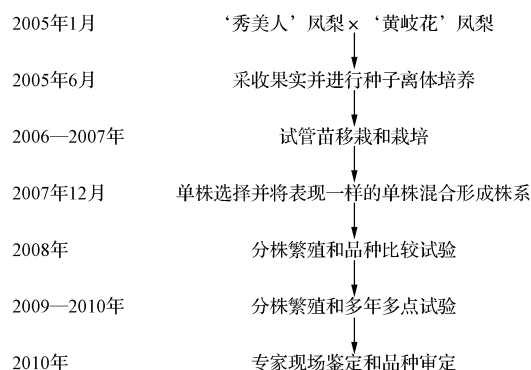 2005年1月 ‘秀美人’凤梨×‘黄岐花’凤梨
2005年6月 采收果实并进行种子离体培养
2006—2007年 试管苗移栽和栽培
2007年12月 单株选择并将表现一样的单株混合形成株系
2008年 分株繁殖和品种比较试验
2009—2010年 分株繁殖和多年多点试验
2010年 专家现场鉴定和品种审定